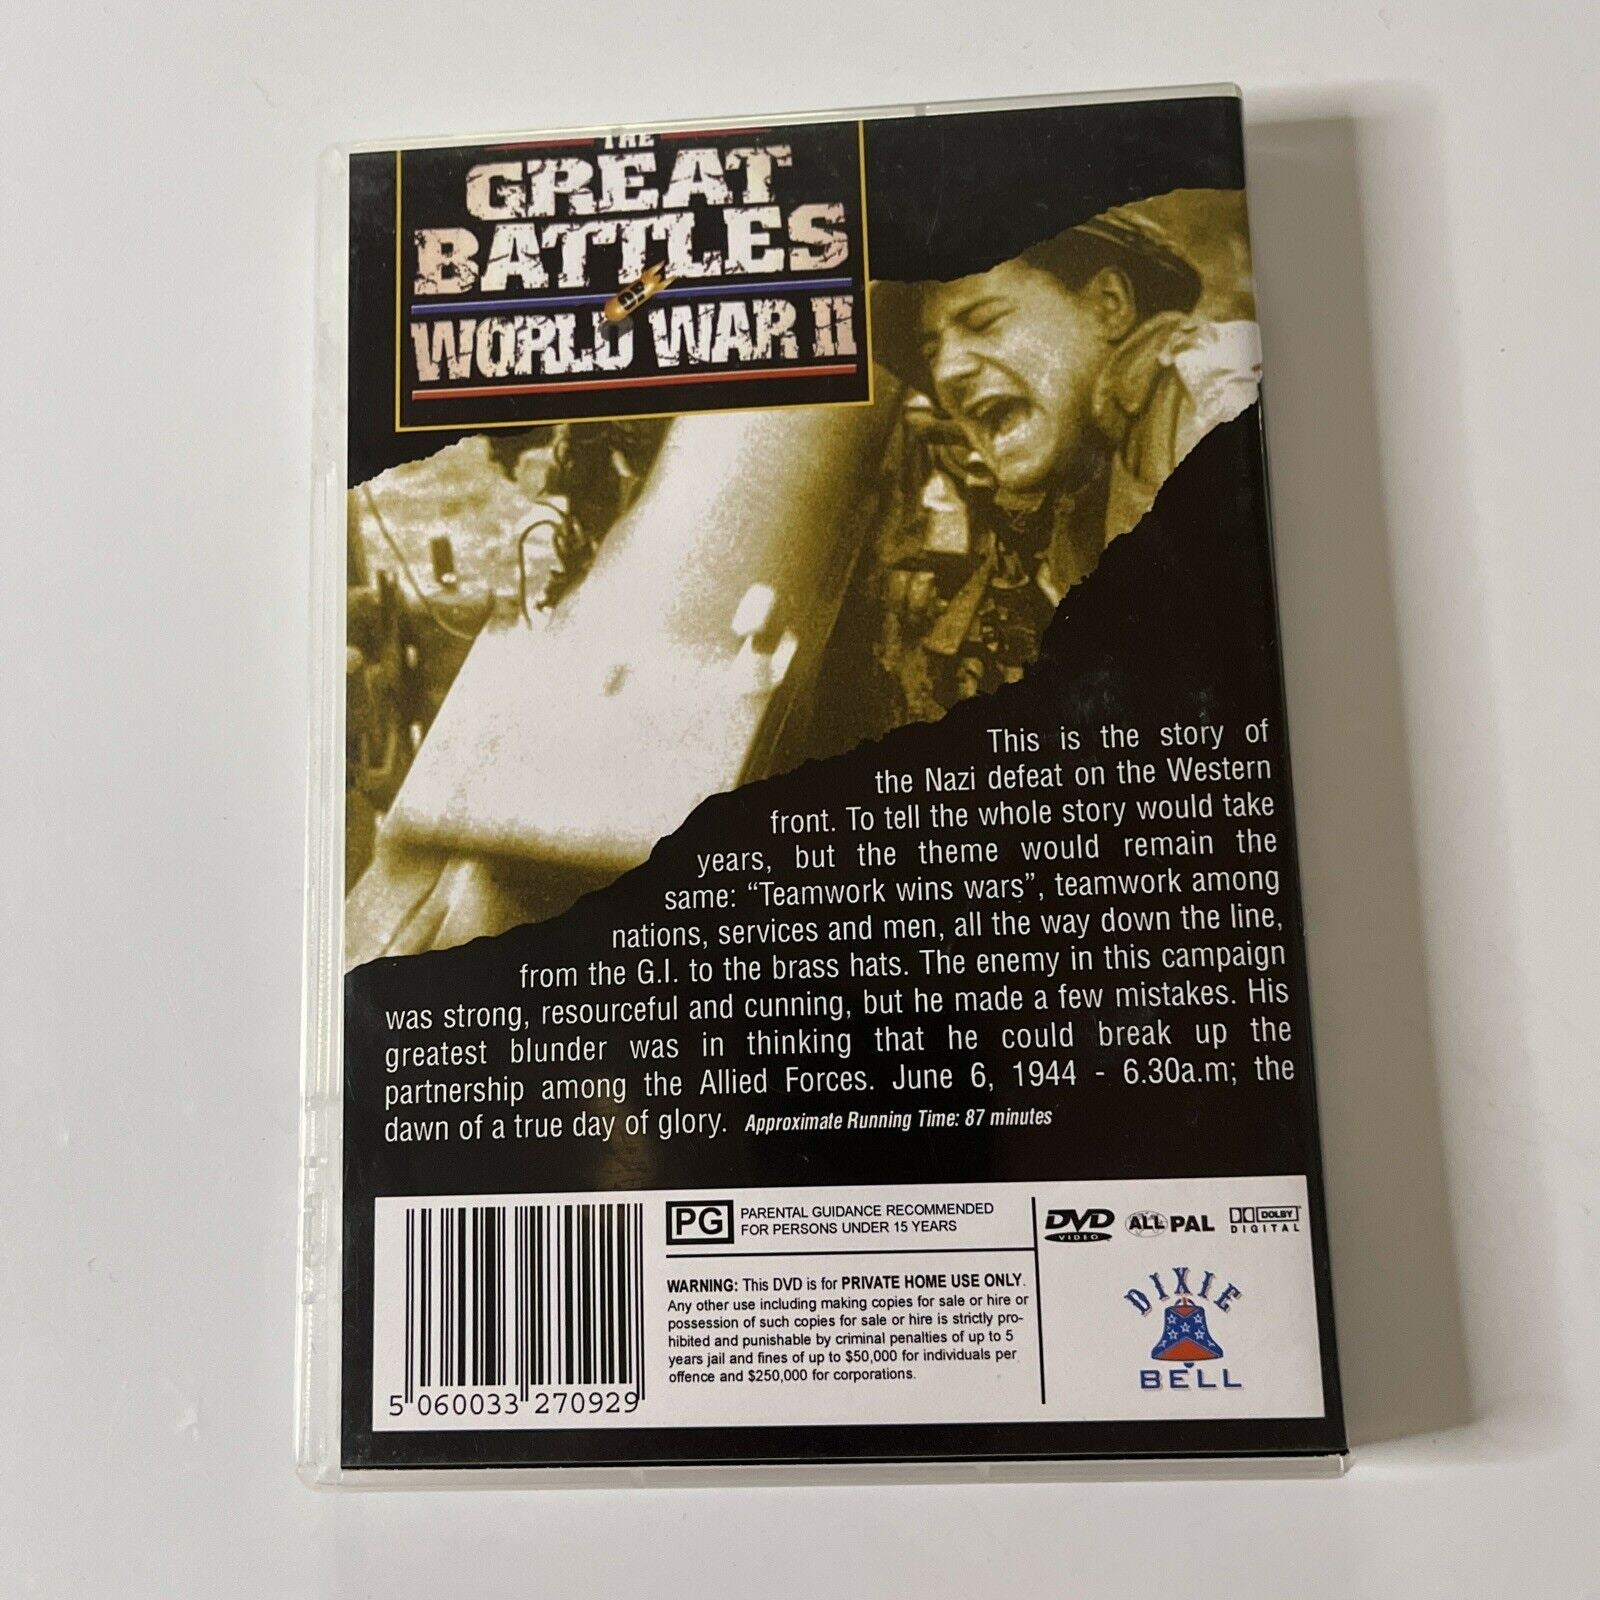 THE
GREAT
BATTLES
OF
WORLD WAR II
This is the story of
the Nazi defeat on the Western
front. To tell the whole story would take
years, but the theme would remain the
same: “Teamwork wins wars”, teamwork among
nations, services and men, all the way down the line,
from the G.I. to the brass hats. The enemy in this campaign
was strong, resourceful and cunning, but he made a few mistakes. His
greatest blunder was in thinking that he could break up the
partnership among the Allied Forces. June 6, 1944 - 6.30a.m; the
dawn of a true day of glory. Approximate Running Time: 87 minutes
PG PARENTAL GUIDANCE RECOMMENDED
FOR PERSONS UNDER 15 YEARS
WARNING: This DVD is for PRIVATE HOME USE ONLY.
Any other use including making copies for sale or hire or
possession of such copies for sale or hire is strictly pro-
hibited and punishable by criminal penalties of up to 5
years jail and fines of up to $50,000 for individuals per
offence and $250,000 for corporations.
5 060033 270929
DVD VIDEO ALL PAL DOLBY DIGITAL
DIXIE
BELL